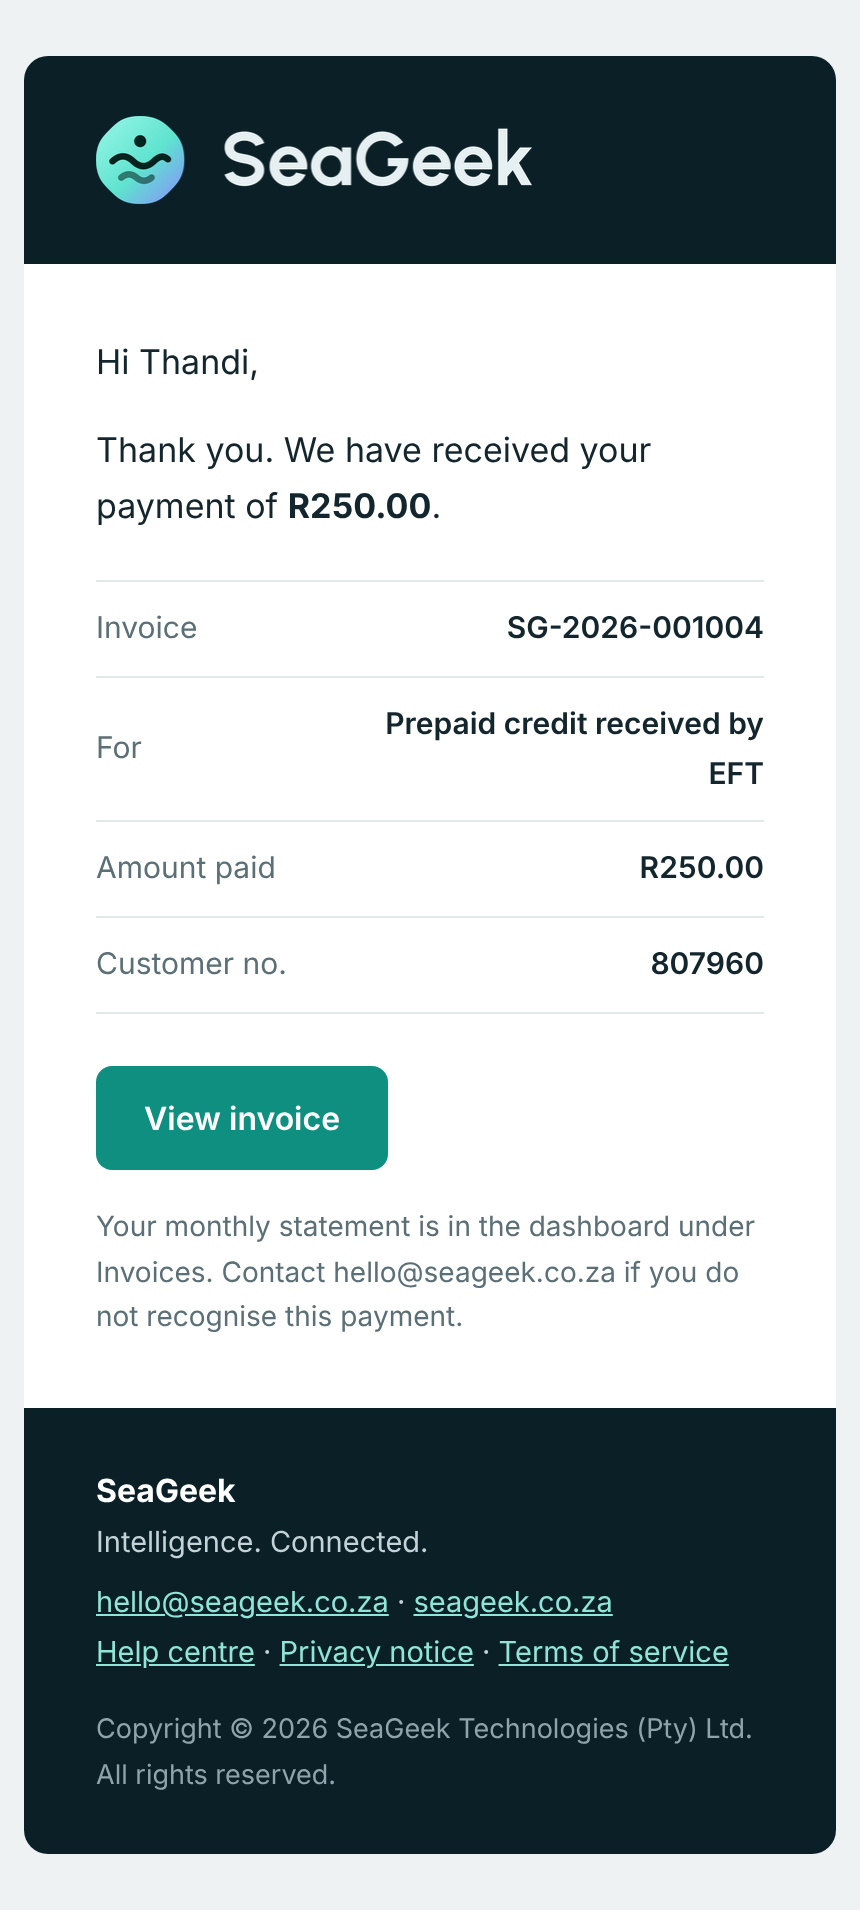 SeaGeek
Hi Thandi,
Thank you. We have received your
payment of R250.00.
Invoice SG-2026-001004
For Prepaid credit received by
EFT
Amount paid R250.00
Customer no. 807960
View invoice
Your monthly statement is in the dashboard under
Invoices. Contact hello@seageek.co.za if you do
not recognise this payment.
SeaGeek
Intelligence. Connected.
hello@seageek.co.za · seageek.co.za
Help centre · Privacy notice · Terms of service
Copyright © 2026 SeaGeek Technologies (Pty) Ltd.
All rights reserved.